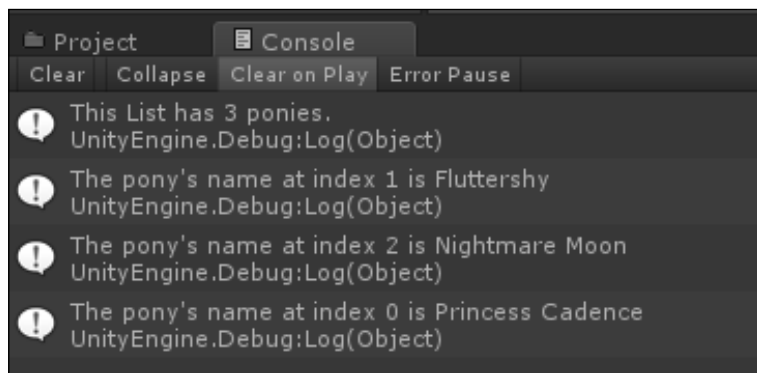 Project Console
Clear Collapse Clear on Play Error Pause
This List has 3 ponies.
UnityEngine.Debug:Log(Object)
The pony's name at index 1 is Fluttershy
UnityEngine.Debug:Log(Object)
The pony's name at index 2 is Nightmare Moon
UnityEngine.Debug:Log(Object)
The pony's name at index 0 is Princess Cadence
UnityEngine.Debug:Log(Object)